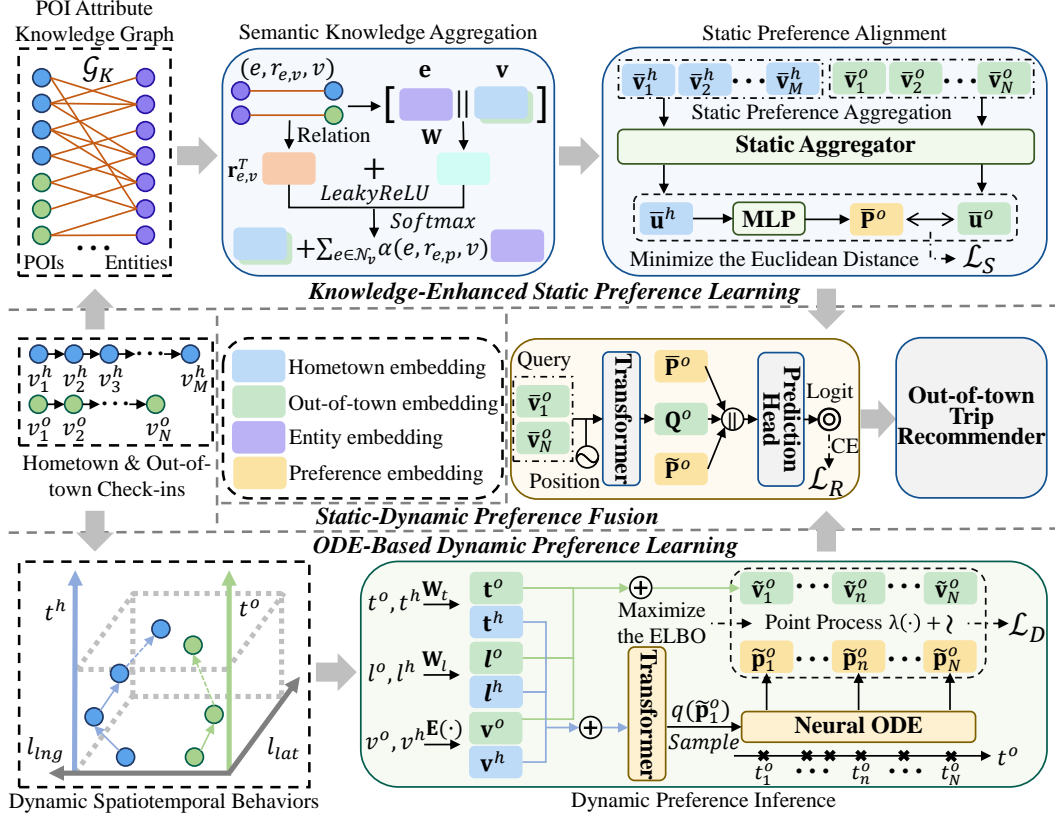 POI Attribute
Knowledge Graph
𝒢_K
POIs
Entities
Semantic Knowledge Aggregation
(e, r_{e,v}, v)
e
v
[ || ]
W
Relation
r^T_{e,v}
+
LeakyReLU
Softmax
+∑_{e∈𝒩_v} α(e, r_{e,p}, v)
Static Preference Alignment
v̄^h_1 v̄^h_2 ··· v̄^h_M v̄^o_1 v̄^o_2 ··· v̄^o_N
Static Preference Aggregation
Static Aggregator
ū^h MLP P̄^o ū^o
Minimize the Euclidean Distance
ℒ_S
Knowledge-Enhanced Static Preference Learning
v^h_1 v^h_2 v^h_3 v^h_M
v^o_1 v^o_2 v^o_N
Hometown & Out-of-
town Check-ins
Hometown embedding
Out-of-town embedding
Entity embedding
Preference embedding
Query
v̄^o_1
v̄^o_N
Position
Transformer
P̄^o
Q^o
P̃^o
||
Prediction
Head
Logit
CE
ℒ_R
Out-of-town
Trip
Recommender
Static-Dynamic Preference Fusion
ODE-Based Dynamic Preference Learning
t^h
t^o
l_{lng}
l_{lat}
Dynamic Spatiotemporal Behaviors
t^o, t^h W_t
t^o
t^h
l^o, l^h W_l
l^o
l^h
v^o, v^h E(·)
v^o
v^h
Maximize
the ELBO
Transformer
q(p̃^o_1)
Sample
ṽ^o_1 ··· ṽ^o_n ··· ṽ^o_N
Point Process λ(·) +
ℒ_D
p̃^o_1 ··· p̃^o_n ··· p̃^o_N
Neural ODE
t^o_1 ··· t^o_n ··· t^o_N
t^o
Dynamic Preference Inference